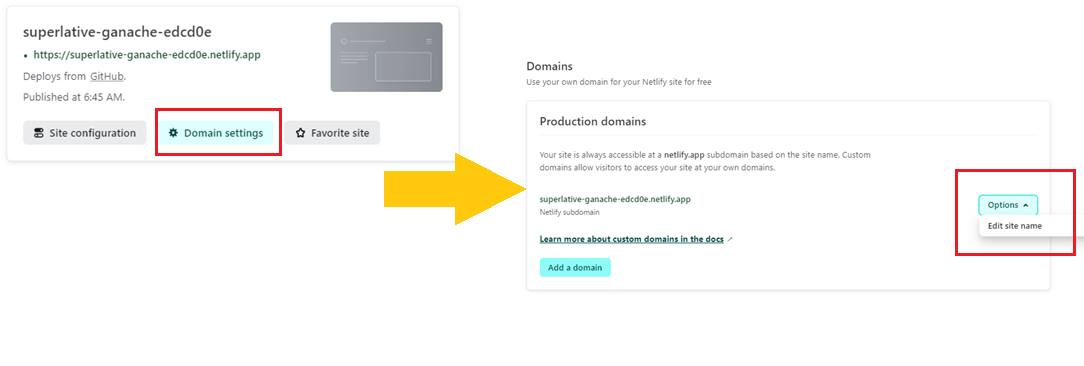 superlative-ganache-edcd0e
• https://superlative-ganache-edcd0e.netlify.app
Deploys from GitHub.
Published at 6:45 AM.
Site configuration
Domain settings
Favorite site
Domains
Use your own domain for your Netlify site for free
Production domains
Your site is always accessible at a netlify.app subdomain based on the site name. Custom
domains allow visitors to access your site at your own domains.
superlative-ganache-edcd0e.netlify.app
Netlify subdomain
Options
Edit site name
Learn more about custom domains in the docs
Add a domain